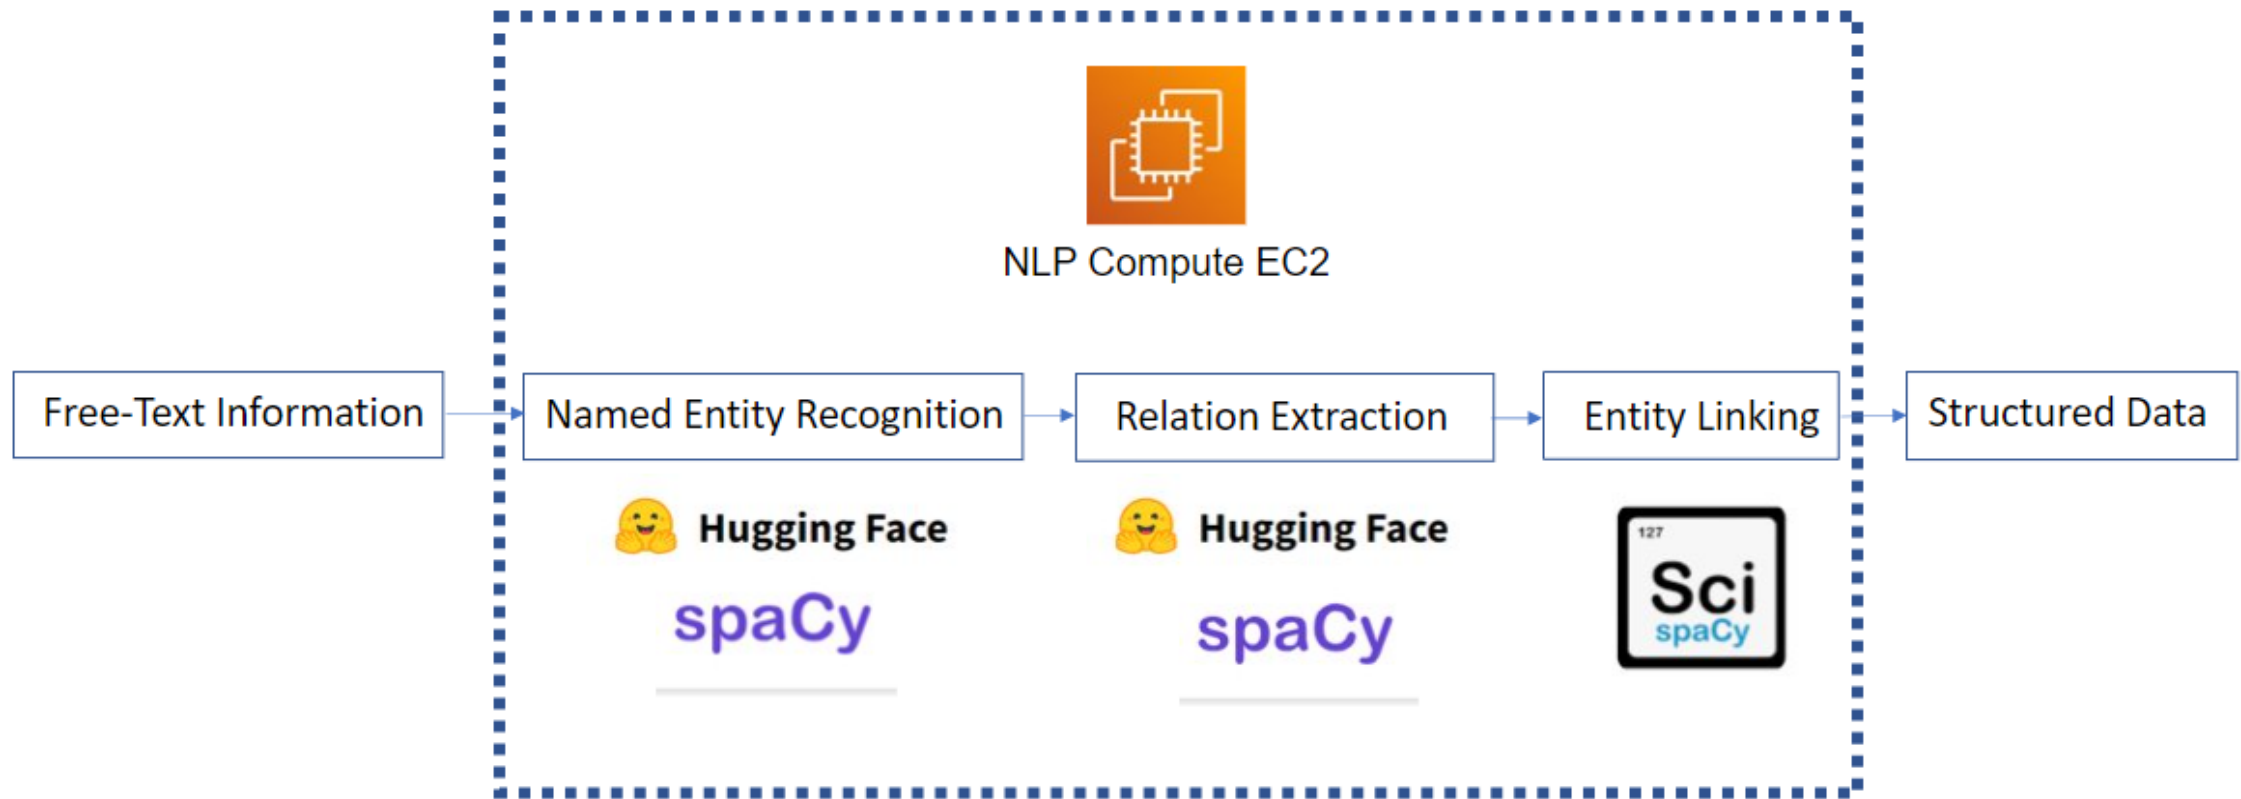 NLP Compute EC2
Free-Text Information
Named Entity Recognition
Relation Extraction
Entity Linking
Structured Data
Hugging Face
spaCy
Hugging Face
spaCy
127
Sci
spaCy